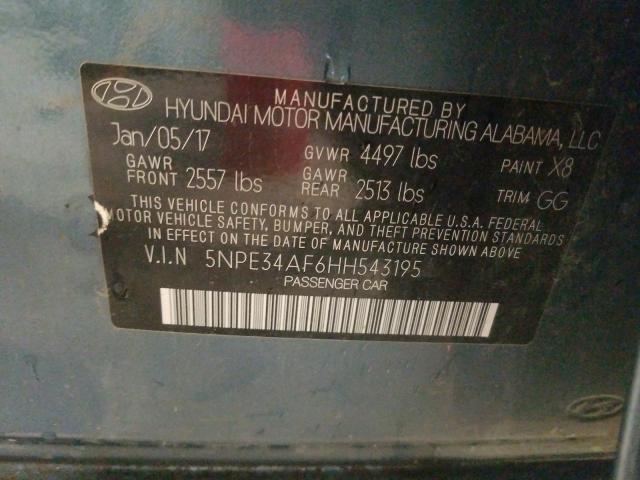 MANUFACTURED BY
HYUNDAI MOTOR MANUFACTURING ALABAMA, LLC
Jan/05/17 GVWR 4497 lbs PAINT X8
GAWR FRONT 2557 lbs GAWR REAR 2513 lbs TRIM GG
THIS VEHICLE CONFORMS TO ALL APPLICABLE U.S.A. FEDERAL
MOTOR VEHICLE SAFETY, BUMPER, AND THEFT PREVENTION STANDARDS
IN EFFECT ON THE DATE OF MANUFACTURE SHOWN ABOVE
V.I.N 5NPE34AF6HH543195
PASSENGER CAR